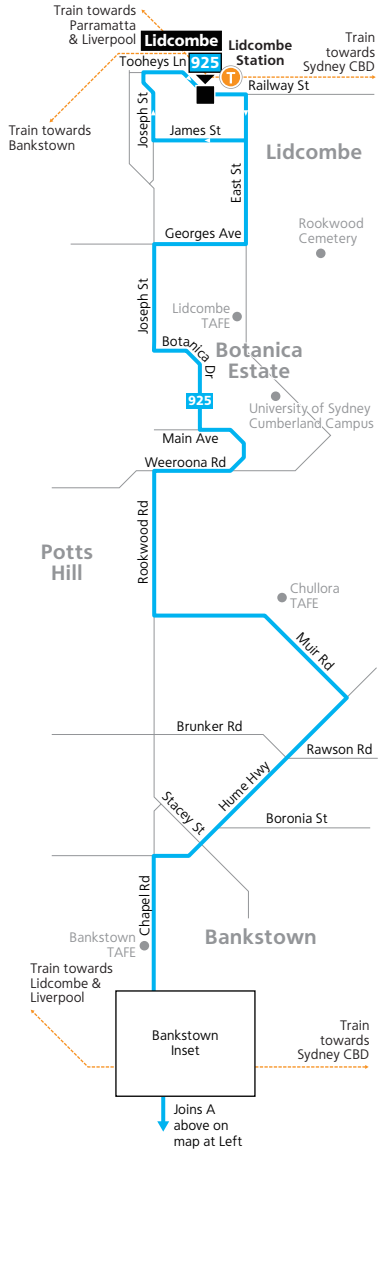 Train towards
Parramatta
& Liverpool
Lidcombe
Lidcombe
Station
Train
towards
Sydney CBD
Tooheys Ln
925
T
Railway St
Joseph St
James St
East St
Train towards
Bankstown
Lidcombe
Georges Ave
Rookwood
Cemetery
Joseph St
Lidcombe
TAFE
Botanica Dr
Botanica
Estate
925
University of Sydney
Cumberland Campus
Main Ave
Weeroona Rd
Rookwood Rd
Potts
Hill
Chullora
TAFE
Muir Rd
Brunker Rd
Rawson Rd
Hume Hwy
Stacey St
Boronia St
Chapel Rd
Bankstown
TAFE
Bankstown
Train towards
Lidcombe &
Liverpool
Bankstown
Inset
Train
towards
Sydney CBD
Joins A
above on
map at Left